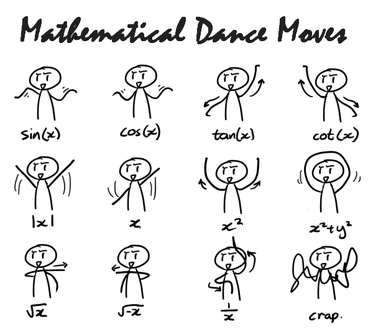 Mathematical Dance Moves
sin(x) cos(x) tan(x) cot(x)
|x| x x² x²+y²
√x √-x 1/x crap.